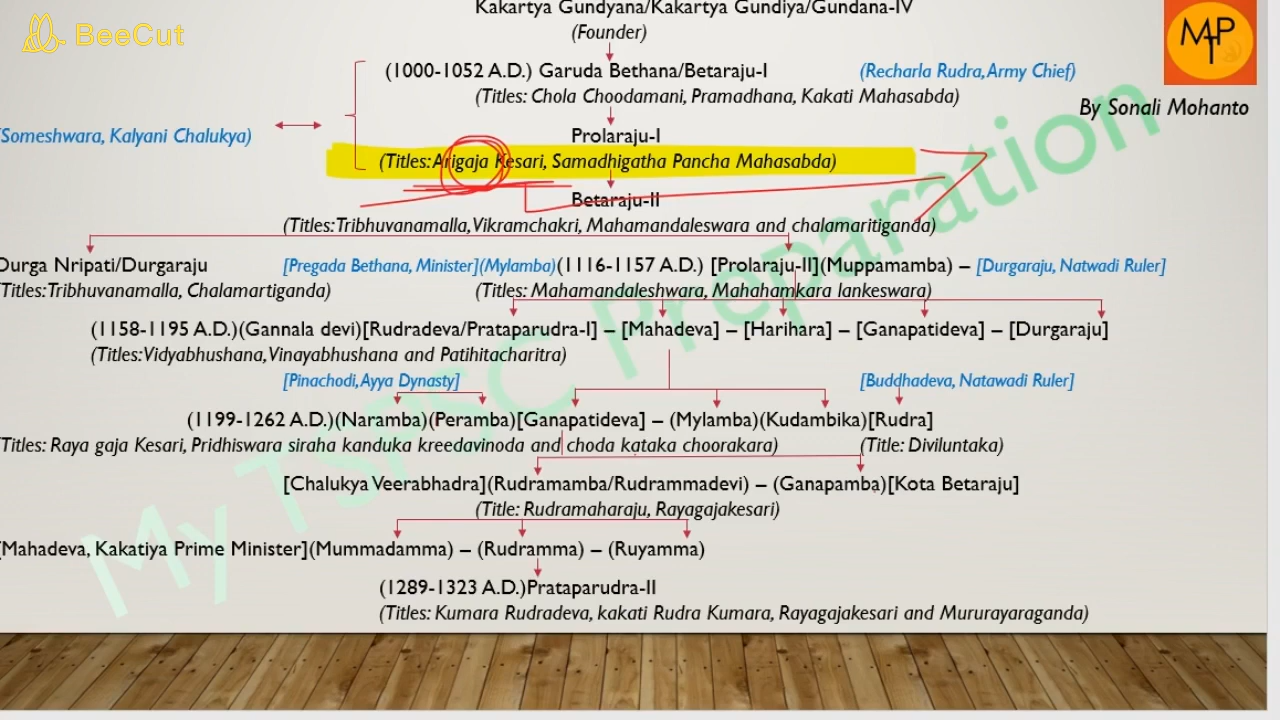 BeeCut
Kakartya Gundyana/Kakartya Gundiya/Gundana-IV
(Founder)
(1000-1052 A.D.) Garuda Bethana/Betaraju-I (Recharla Rudra, Army Chief)
(Titles: Chola Choodamani, Pramadhana, Kakati Mahasabda)
MTP
By Sonali Mohanto
(Someshwara, Kalyani Chalukya) Prolaraju-I
(Titles: Arigaja Kesari, Samadhigatha Pancha Mahasabda)
Betaraju-II
(Titles: Tribhuvanamalla, Vikramchakri, Mahamandaleswara and chalamaritiganda)
Durga Nripati/Durgaraju [Pregada Bethana, Minister](Mylamba)(1116-1157 A.D.) [Prolaraju-II](Muppamamba) – [Durgaraju, Natwadi Ruler]
(Titles: Tribhuvanamalla, Chalamartiganda) (Titles: Mahamandaleshwara, Mahahamkara lankeswara)
(1158-1195 A.D.)(Gannala devi)[Rudradeva/Prataparudra-I] – [Mahadeva] – [Harihara] – [Ganapatideva] – [Durgaraju]
(Titles: Vidyabhushana, Vinayabhushana and Patihitacharitra)
[Pinachodi, Ayya Dynasty] [Buddhadeva, Natawadi Ruler]
(1199-1262 A.D.)(Naramba)(Peramba)[Ganapatideva] – (Mylamba)(Kudambika)[Rudra]
(Titles: Raya gaja Kesari, Pridhiswara siraha kanduka kreedavinoda and choda kataka choorakara) (Title: Diviluntaka)
[Chalukya Veerabhadra](Rudramamba/Rudrammadevi) – (Ganapamba)[Kota Betaraju]
(Title: Rudramaharaju, Rayagajakesari)
[Mahadeva, Kakatiya Prime Minister](Mummadamma) – (Rudramma) – (Ruyamma)
(1289-1323 A.D.)Prataparudra-II
(Titles: Kumara Rudradeva, kakati Rudra Kumara, Rayagajakesari and Mururayaraganda)
My TSPSC Preparation